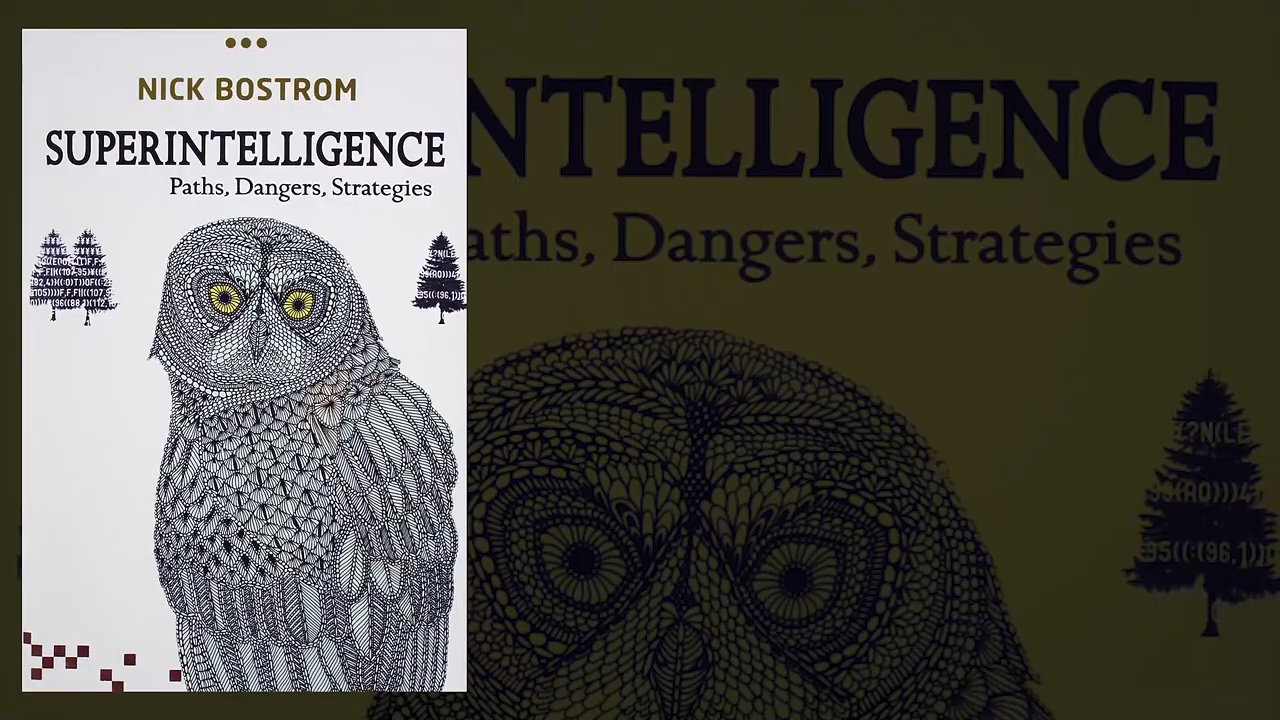 NICK BOSTROM
SUPERINTELLIGENCE
Paths, Dangers, Strategies
NTELLIGENCE
aths, Dangers, Strategies